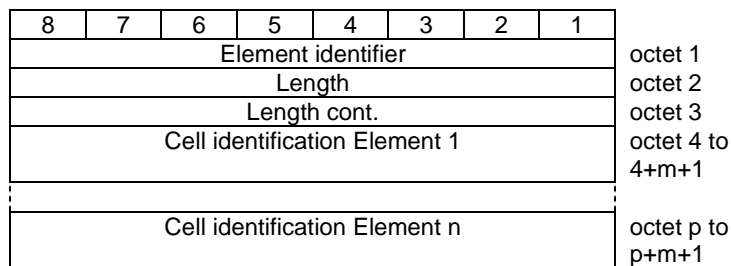 8 7 6 5 4 3 2 1
Element identifier octet 1
Length octet 2
Length cont. octet 3
Cell identification Element 1 octet 4 to
4+m+1
Cell identification Element n octet p to
p+m+1